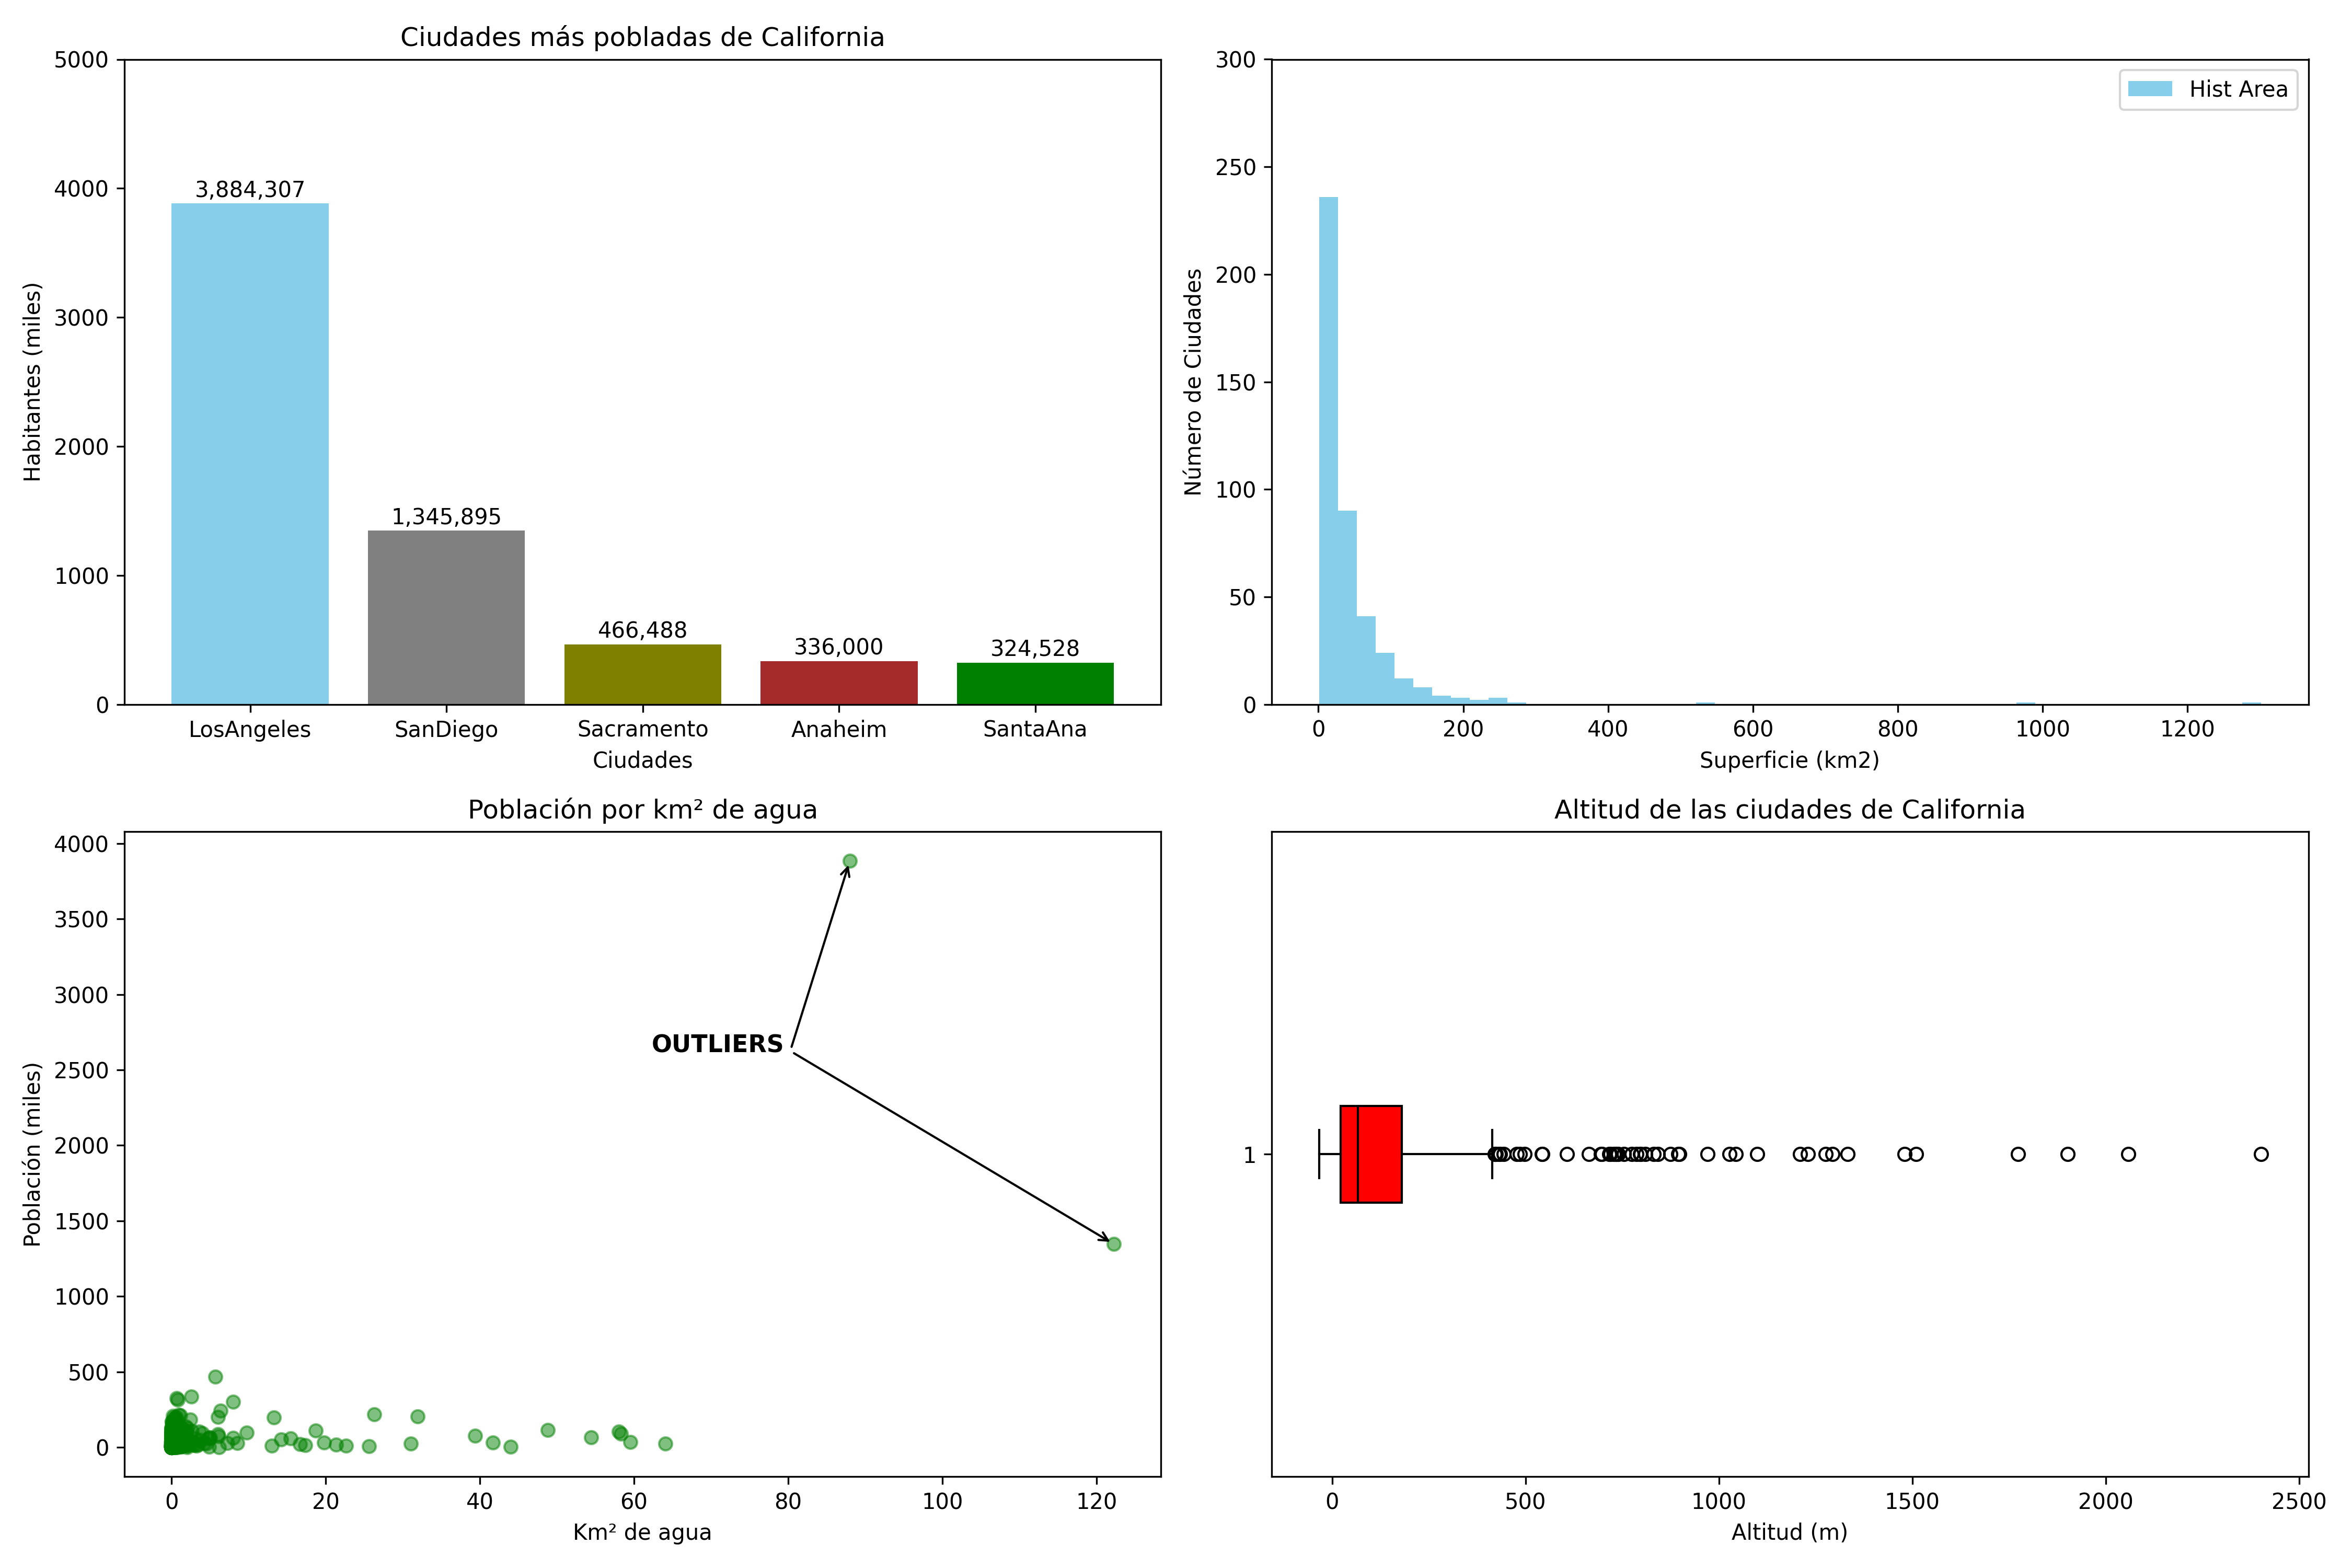 Ciudades más pobladas de California
5000
4000
3000
2000
1000
0
Habitantes (miles)
3,884,307
1,345,895
466,488
336,000
324,528
LosAngeles
SanDiego
Sacramento
Anaheim
SantaAna
Ciudades
300
250
200
150
100
50
0
Número de Ciudades
Hist Area
0
200
400
600
800
1000
1200
Superficie (km2)
Población por km² de agua
4000
3500
3000
2500
2000
1500
1000
500
0
Población (miles)
OUTLIERS
0
20
40
60
80
100
120
Km² de agua
Altitud de las ciudades de California
1
0
500
1000
1500
2000
2500
Altitud (m)